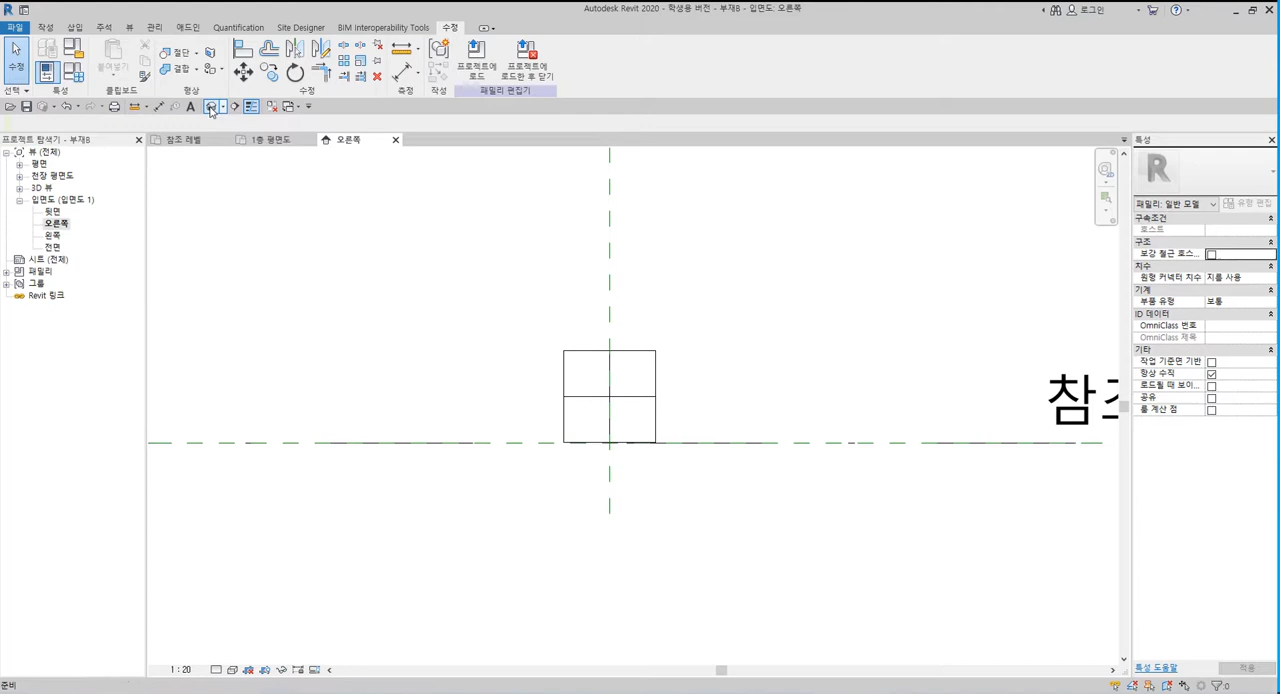 Autodesk Revit 2020 - 학생용 버전 - 부재B - 입면도: 오른쪽
로그인
파일 작성 삽입 주석 뷰 관리 애드인 Quantification Site Designer BIM Interoperability Tools 수정
수정
붙여넣기
절단
결합
프로젝트에 로드
프로젝트에 로드한 후 닫기
선택 특성 클립보드 형상 수정 측정 작성 패밀리 편집기
프로젝트 탐색기 - 부재B
참조 레벨 1층 평면도 오른쪽
특성
뷰 (전체)
평면
천장 평면도
3D 뷰
입면도 (입면도 1)
뒷면
오른쪽
왼쪽
전면
시트 (전체)
패밀리
그룹
Revit 링크
참조
패밀리: 일반 모델 유형 편집
구속조건
호스트
구조
보강 철근 호스...
치수
원형 커넥터 치수 지름 사용
기계
부품 유형 보통
ID 데이터
OmniClass 번호
OmniClass 제목
기타
작업 기준면 기반
항상 수직
로드될 때 보이...
공유
룸 계산 점
특성 도움말 적용
1 : 20
준비
:0